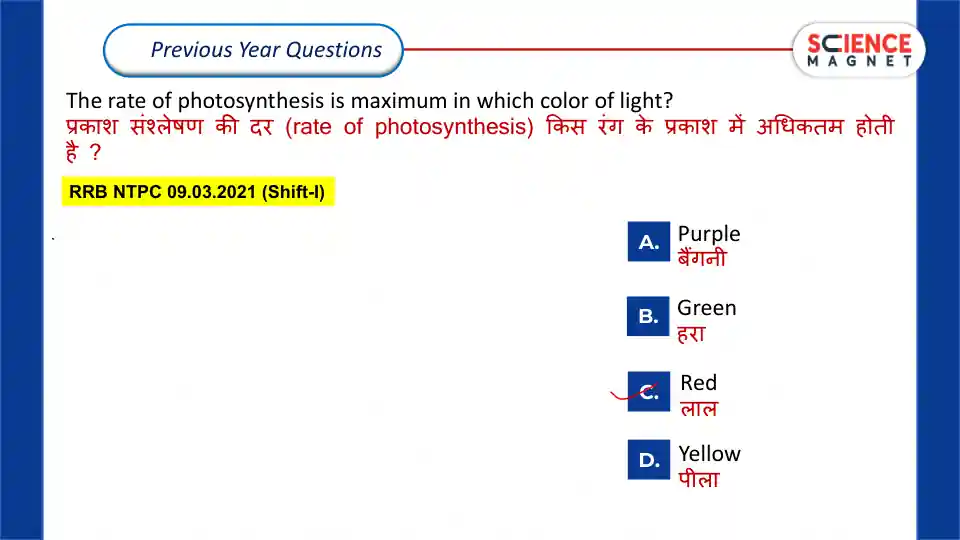 Previous Year Questions
SCIENCE
MAGNET
The rate of photosynthesis is maximum in which color of light?
प्रकाश संश्लेषण की दर (rate of photosynthesis) किस रंग के प्रकाश में अधिकतम होती
है ?
RRB NTPC 09.03.2021 (Shift-I)
A. Purple
बैंगनी
B. Green
हरा
C. Red
लाल
D. Yellow
पीला